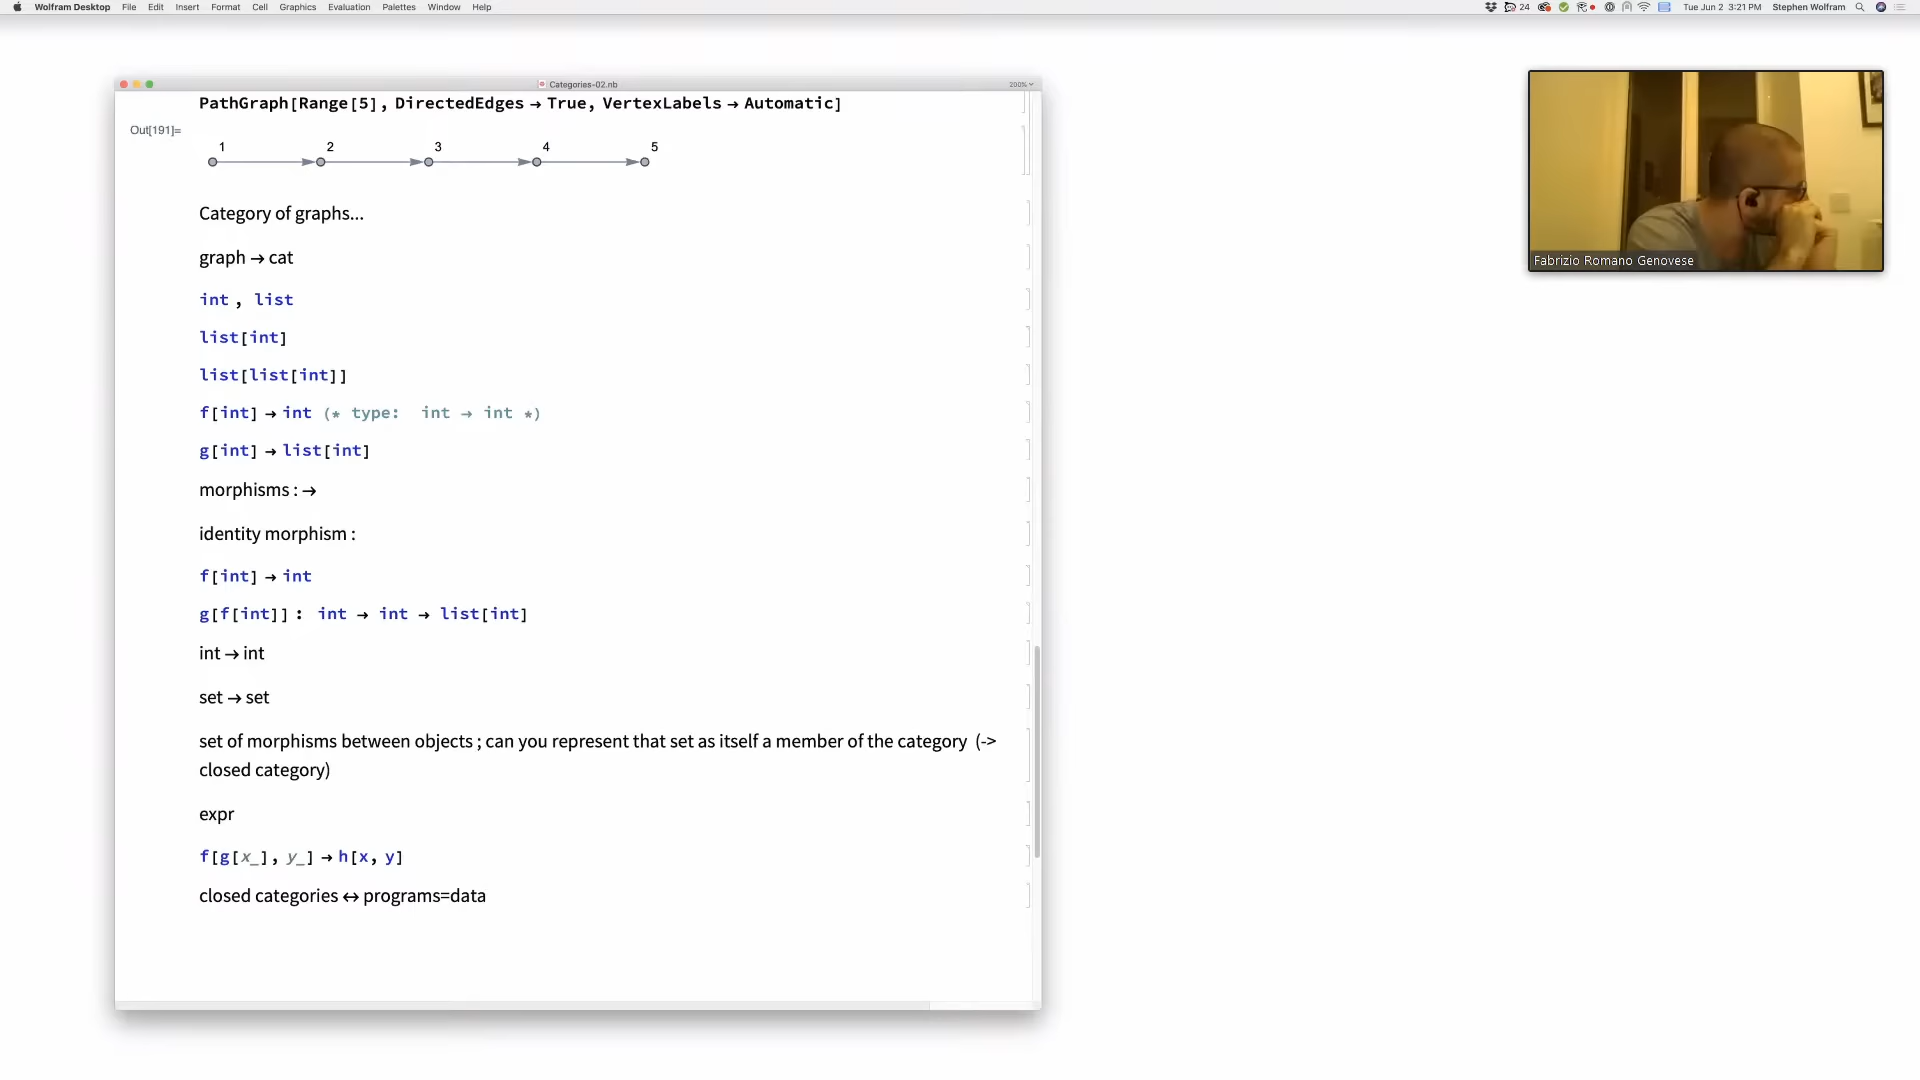 Wolfram Desktop File Edit Insert Format Cell Graphics Evaluation Palettes Window Help
24 Tue Jun 2 3:21 PM Stephen Wolfram
Categories-02.nb 200%
PathGraph[Range[5], DirectedEdges → True, VertexLabels → Automatic]
Out[191]=
1 2 3 4 5
Category of graphs...
graph → cat
int , list
list[int]
list[list[int]]
f[int] → int (* type: int → int *)
g[int] → list[int]
morphisms : →
identity morphism :
f[int] → int
g[f[int]] : int → int → list[int]
int → int
set → set
set of morphisms between objects ; can you represent that set as itself a member of the category (->
closed category)
expr
f[g[x_], y_] → h[x, y]
closed categories ↔ programs=data
Fabrizio Romano Genovese